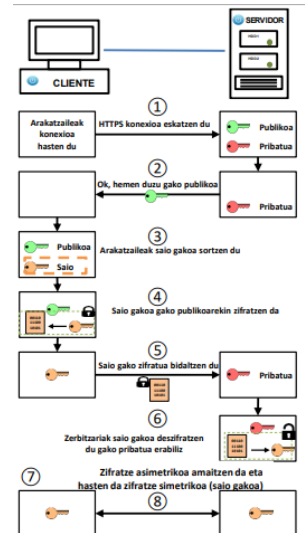 SERVIDOR
HDD1
HDD2
CLIENTE
①
Arakatzaileak
konexioa
hasten du
HTTPS konexioa eskatzen du
Publikoa
Pribatua
②
Ok, hemen duzu gako publikoa
Pribatua
Publikoa
Saio
③
Arakatzaileak saio gakoa sortzen du
④
Saio gakoa gako publikoarekin zifratzen da
⑤
Saio gako zifratua bidaltzen du
Pribatua
⑥
Zerbitzariak saio gakoa deszifratzen
du gako pribatua erabiliz
Zifratze asimetrikoa amaitzen da eta
hasten da zifratze simetrikoa (saio gakoa)
⑦
⑧